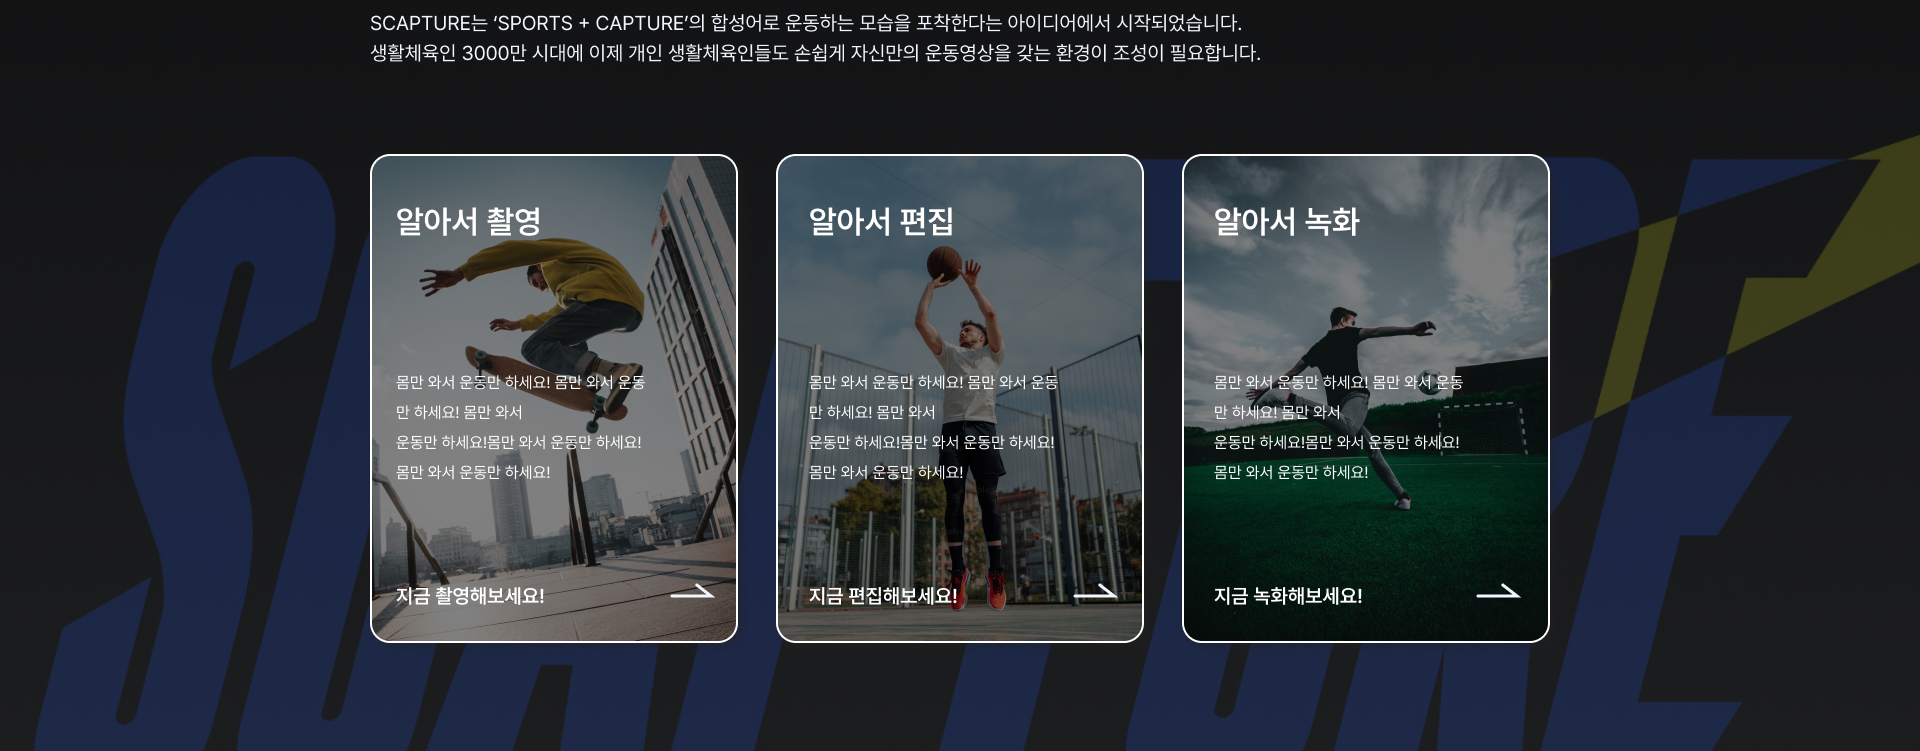 SCAPTURE는 ‘SPORTS + CAPTURE’의 합성어로 운동하는 모습을 포착한다는 아이디어에서 시작되었습니다.
생활체육인 3000만 시대에 이제 개인 생활체육인들도 손쉽게 자신만의 운동영상을 갖는 환경이 조성이 필요합니다.
SCAPTURE
알아서 촬영
몸만 와서 운동만 하세요! 몸만 와서 운동
만 하세요! 몸만 와서
운동만 하세요!몸만 와서 운동만 하세요!
몸만 와서 운동만 하세요!
지금 촬영해보세요!
알아서 편집
몸만 와서 운동만 하세요! 몸만 와서 운동
만 하세요! 몸만 와서
운동만 하세요!몸만 와서 운동만 하세요!
몸만 와서 운동만 하세요!
지금 편집해보세요!
알아서 녹화
몸만 와서 운동만 하세요! 몸만 와서 운동
만 하세요! 몸만 와서
운동만 하세요!몸만 와서 운동만 하세요!
몸만 와서 운동만 하세요!
지금 녹화해보세요!